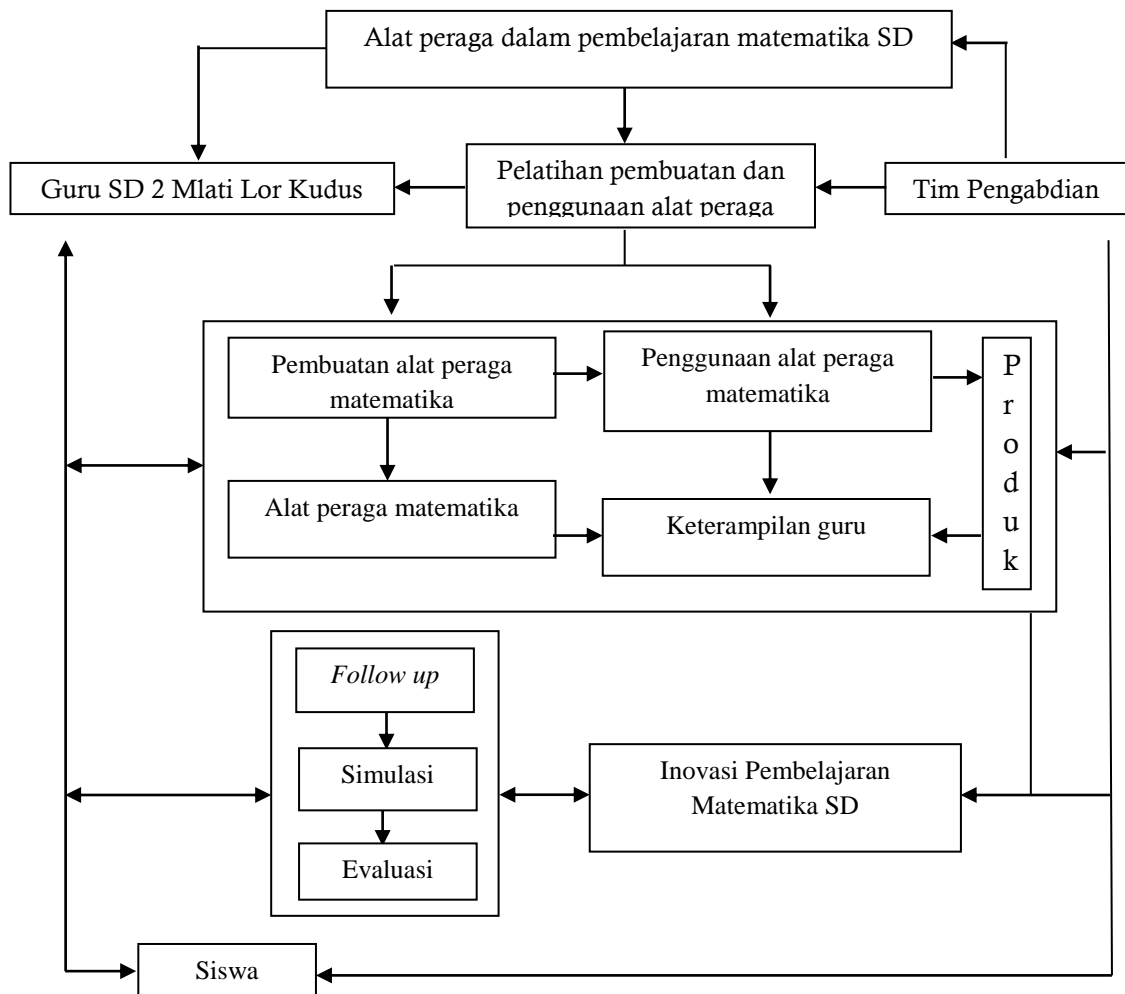 Alat peraga dalam pembelajaran matematika SD
Guru SD 2 Mlati Lor Kudus
Pelatihan pembuatan dan
penggunaan alat peraga
Tim Pengabdian
Pembuatan alat peraga
matematika
Penggunaan alat peraga
matematika
P
r
o
d
u
k
Alat peraga matematika
Keterampilan guru
Follow up
Simulasi
Evaluasi
Inovasi Pembelajaran
Matematika SD
Siswa